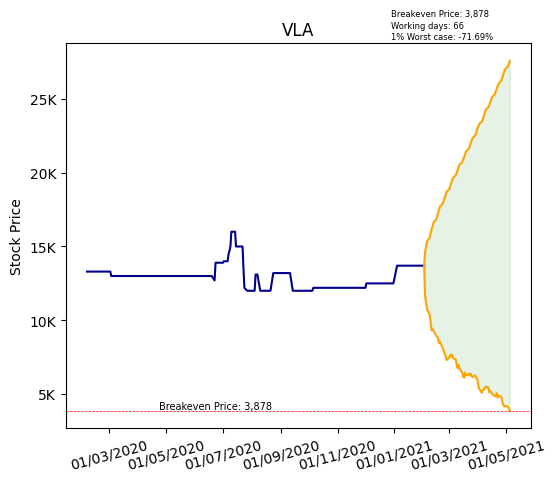 Breakeven Price: 3,878
Working days: 66
1% Worst case: -71.69%
VLA
Stock Price
25K
20K
15K
10K
5K
Breakeven Price: 3,878
01/03/2020 01/05/2020 01/07/2020 01/09/2020 01/11/2020 01/01/2021 01/03/2021 01/05/2021